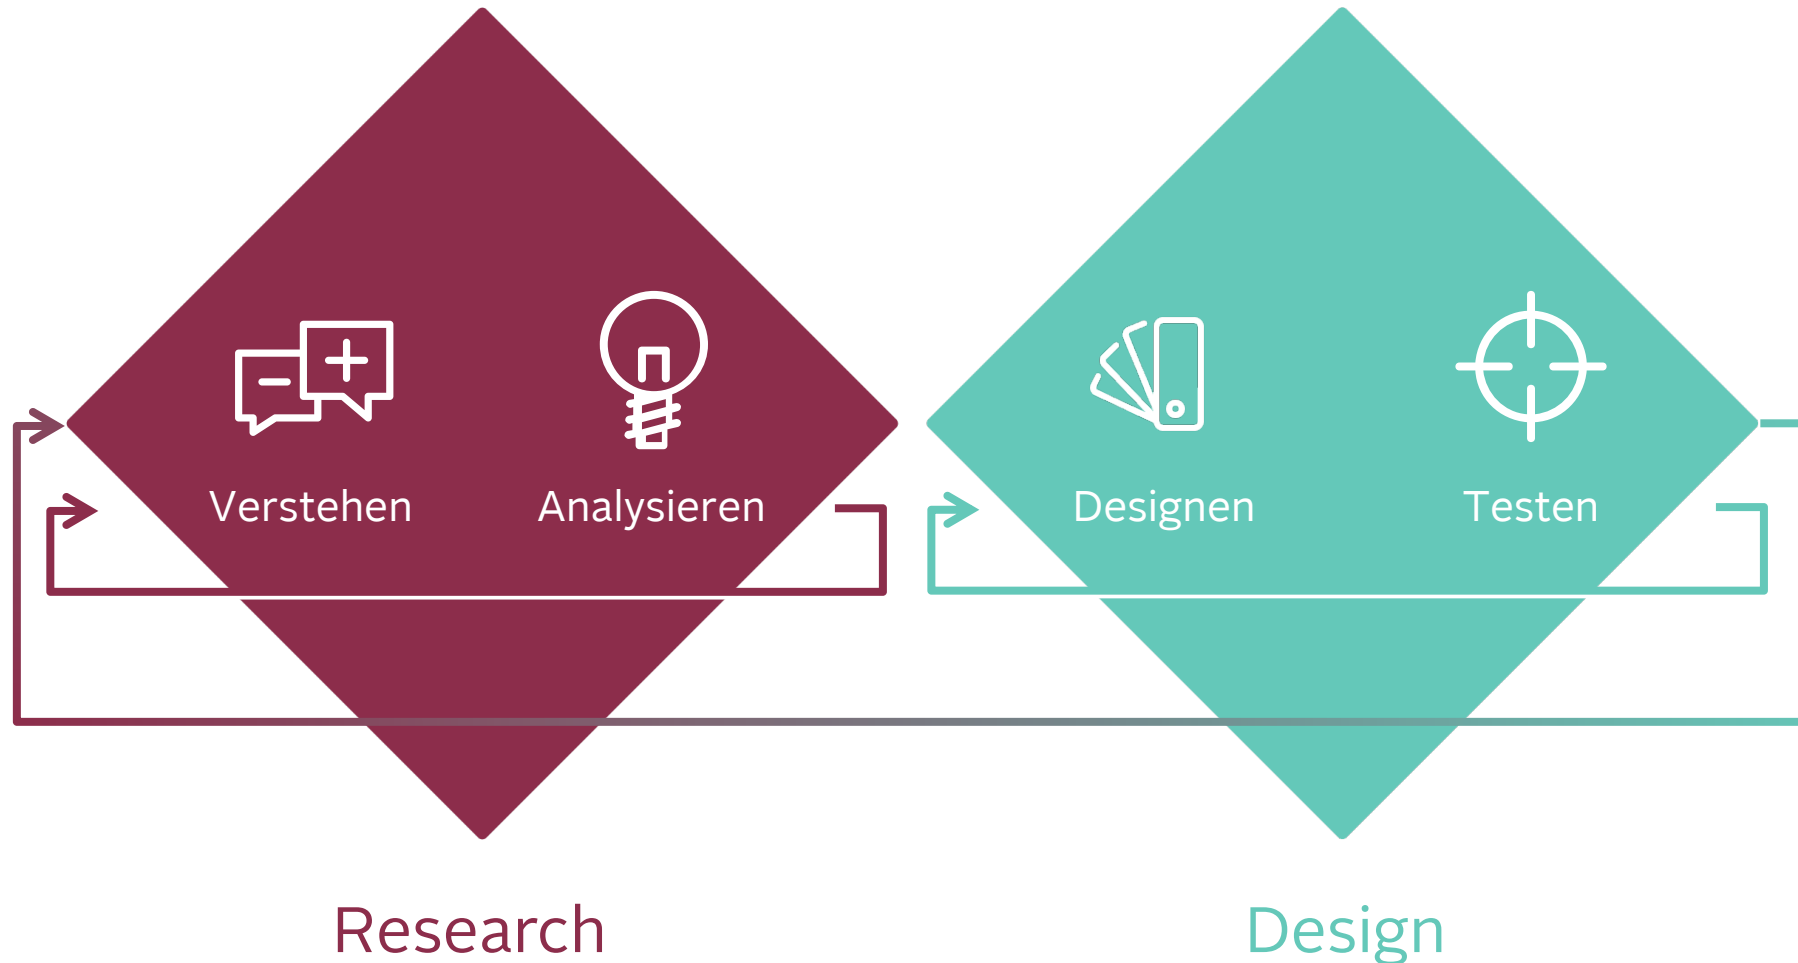 Verstehen
Analysieren
Designen
Testen
Research
Design